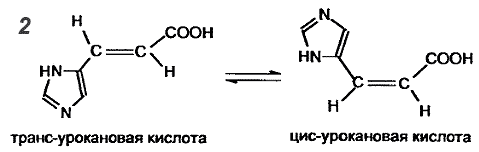 2
H
COOH
C=C
H
HN
N
транс-урокановая кислота
N
HN
COOH
C=C
H
H
цис-урокановая кислота